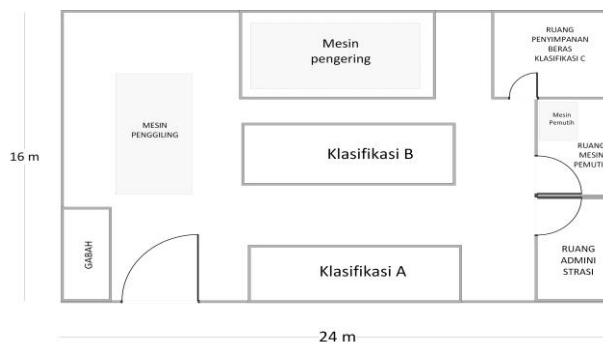 RUANG
PENYIMPANAN
BERAS
KLASIFIKASI C
Mesin
pengering
MESIN
PENGGILING
Mesin
Pemutih
RUANG
MESIN
PEMUTI
16 m
Klasifikasi B
GABAH
Klasifikasi A
RUANG
ADMINI
STRASI
24 m